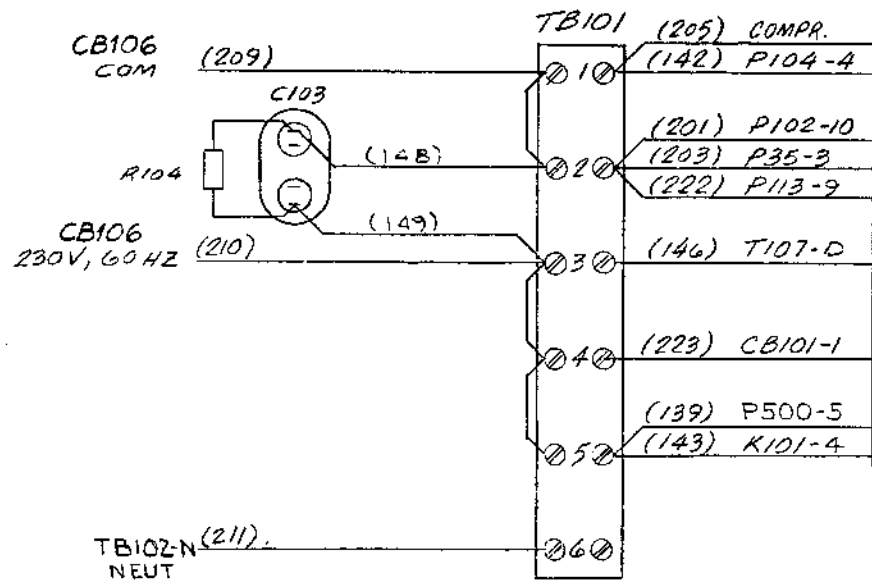 TB101
CB106
COM
(209)
1
(205) COMPR.
(142) P104-4
C103
R104
(148)
2
(201) P102-10
(203) P35-3
(222) P113-9
(149)
CB106
230V, 60 HZ
(210)
3
(146) T107-D
4
(223) CB101-1
5
(139) P500-5
(143) K101-4
TB102-N
NEUT
(211).
6